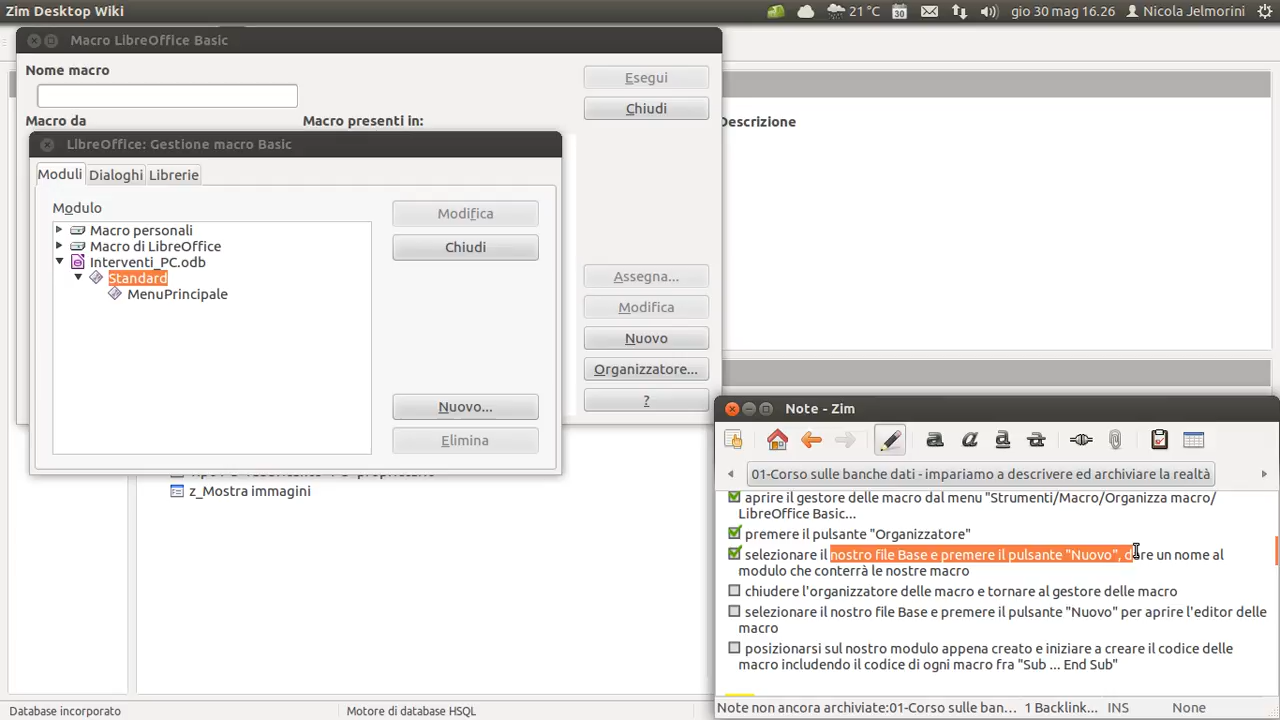 Zim Desktop Wiki
21 °C
30
gio 30 mag 16.26
Nicola Jelmorini
Macro LibreOffice Basic
Nome macro
Esegui
Chiudi
Macro da
Macro presenti in:
Descrizione
LibreOffice: Gestione macro Basic
Moduli
Dialoghi
Librerie
Modulo
Macro personali
Macro di LibreOffice
Interventi_PC.odb
Standard
MenuPrincipale
Modifica
Chiudi
Nuovo...
Elimina
Assegna...
Modifica
Nuovo
Organizzatore...
?
z_Mostra immagini
Note - Zim
01-Corso sulle banche dati - impariamo a descrivere ed archiviare la realtà
aprire il gestore delle macro dal menu "Strumenti/Macro/Organizza macro/
LibreOffice Basic...
premere il pulsante "Organizzatore"
selezionare il nostro file Base e premere il pulsante "Nuovo", dare un nome al
modulo che conterrà le nostre macro
chiudere l'organizzatore delle macro e tornare al gestore delle macro
selezionare il nostro file Base e premere il pulsante "Nuovo" per aprire l'editor delle
macro
posizionarsi sul nostro modulo appena creato e iniziare a creare il codice delle
macro includendo il codice di ogni macro fra "Sub ... End Sub"
Note non ancora archiviate:01-Corso sulle ban...
1 Backlink...
INS
None
Database incorporato
Motore di database HSQL